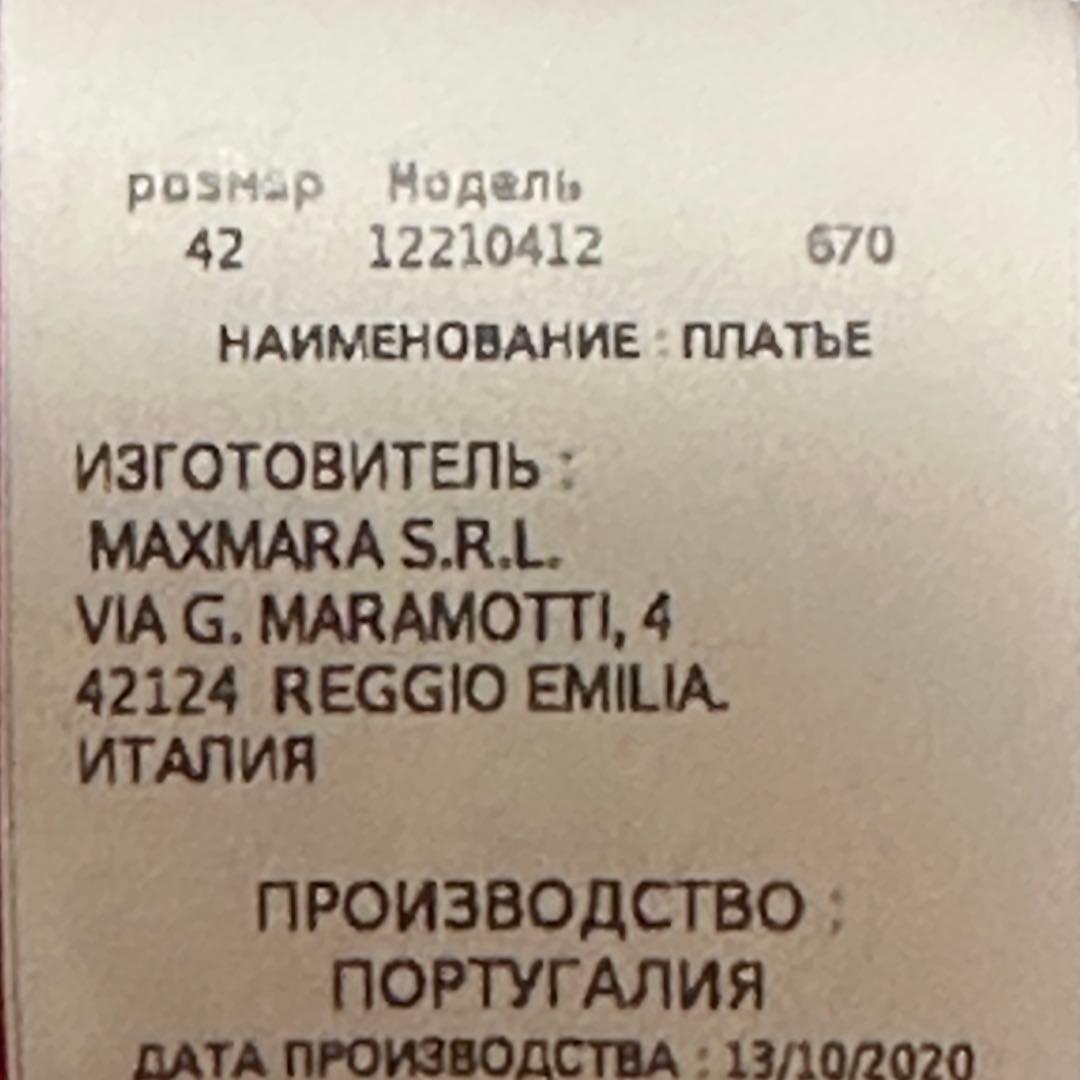 розмар Модель
42 12210412 670
НАИМЕНОВАНИЕ : ПЛАТЬЕ
ИЗГОТОВИТЕЛЬ :
MAXMARA S.R.L.
VIA G. MARAMOTTI, 4
42124 REGGIO EMILIA.
ИТАЛИЯ
ПРОИЗВОДСТВО :
ПОРТУГАЛИЯ
ДАТА ПРОИЗВОДСТВА : 13/10/2020